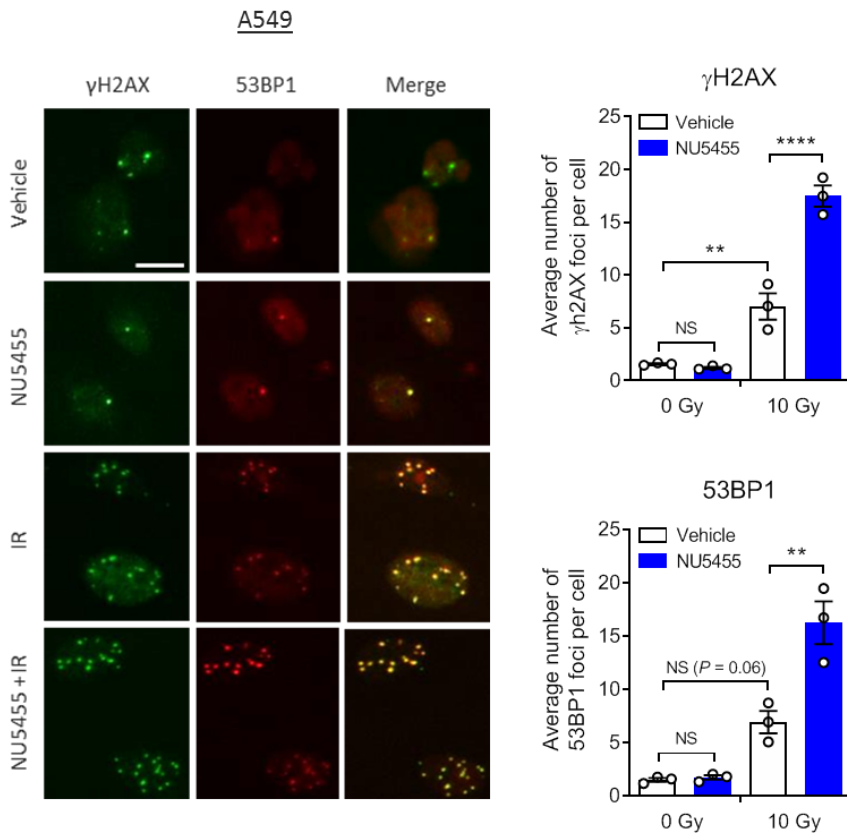 A549
γH2AX 53BP1 Merge
Vehicle
NU5455
IR
NU5455 + IR
γH2AX
Average number of
γh2AX foci per cell
25
20
15
10
5
0
Vehicle
NU5455
NS
**
****
0 Gy 10 Gy
53BP1
Average number of
53BP1 foci per cell
25
20
15
10
5
0
Vehicle
NU5455
NS
NS (P = 0.06)
**
0 Gy 10 Gy